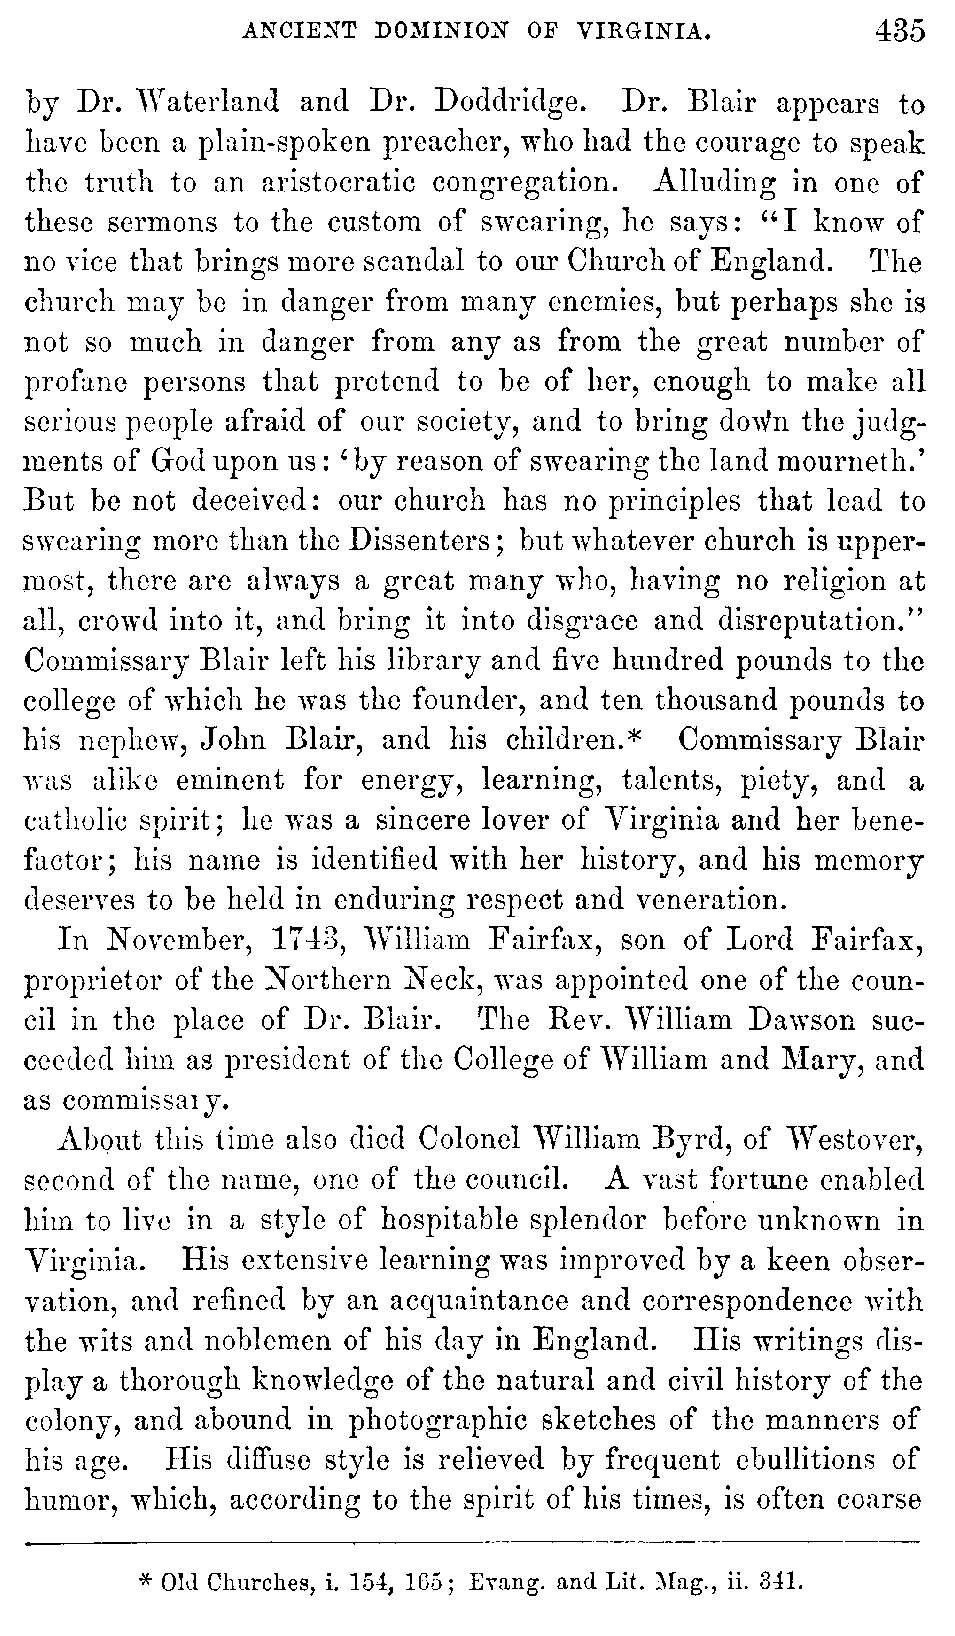 ANCIENT DOMINION OF VIRGINIA. 435
by Dr. Waterland and Dr. Doddridge. Dr. Blair appears to
have been a plain-spoken preacher, who had the courage to speak
the truth to an aristocratic congregation. Alluding in one of
these sermons to the custom of swearing, he says: “I know of
no vice that brings more scandal to our Church of England. The
church may be in danger from many enemies, but perhaps she is
not so much in danger from any as from the great number of
profane persons that pretend to be of her, enough to make all
serious people afraid of our society, and to bring down the judg-
ments of God upon us: ‘by reason of swearing the land mourneth.’
But be not deceived: our church has no principles that lead to
swearing more than the Dissenters; but whatever church is upper-
most, there are always a great many who, having no religion at
all, crowd into it, and bring it into disgrace and disreputation.”
Commissary Blair left his library and five hundred pounds to the
college of which he was the founder, and ten thousand pounds to
his nephew, John Blair, and his children.* Commissary Blair
was alike eminent for energy, learning, talents, piety, and a
catholic spirit; he was a sincere lover of Virginia and her bene-
factor; his name is identified with her history, and his memory
deserves to be held in enduring respect and veneration.
In November, 1743, William Fairfax, son of Lord Fairfax,
proprietor of the Northern Neck, was appointed one of the coun-
cil in the place of Dr. Blair. The Rev. William Dawson suc-
ceeded him as president of the College of William and Mary, and
as commissary.
About this time also died Colonel William Byrd, of Westover,
second of the name, one of the council. A vast fortune enabled
him to live in a style of hospitable splendor before unknown in
Virginia. His extensive learning was improved by a keen obser-
vation, and refined by an acquaintance and correspondence with
the wits and noblemen of his day in England. His writings dis-
play a thorough knowledge of the natural and civil history of the
colony, and abound in photographic sketches of the manners of
his age. His diffuse style is relieved by frequent ebullitions of
humor, which, according to the spirit of his times, is often coarse
* Old Churches, i. 154, 165; Evang. and Lit. Mag., ii. 341.